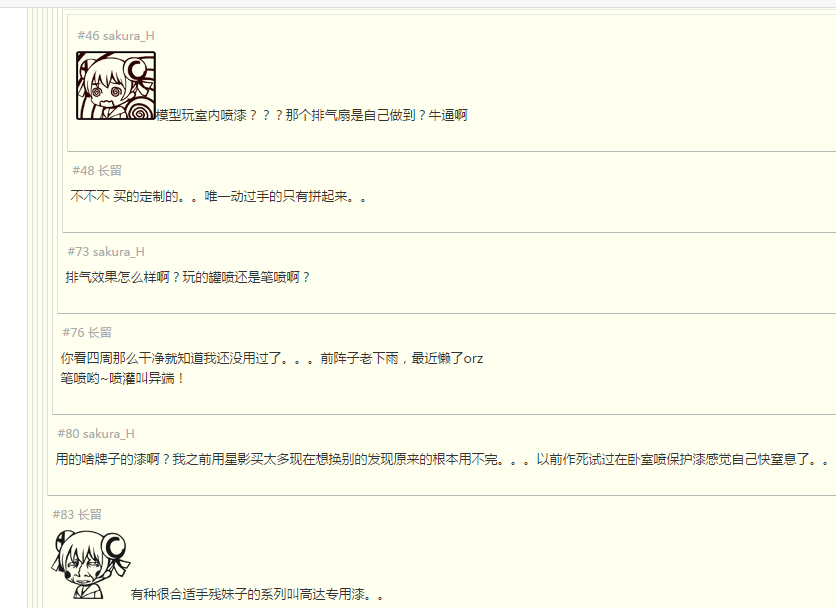 #46 sakura_H
模型玩室内喷漆？？？那个排气扇是自己做到？牛逼啊
#48 长留
不不不 买的定制的。。唯一动过手的只有拼起来。。
#73 sakura_H
排气效果怎么样啊？玩的罐喷还是笔喷啊？
#76 长留
你看四周那么干净就知道我还没用过了。。。前阵子老下雨，最近懒了orz
笔喷哟~喷灌叫异端！
#80 sakura_H
用的啥牌子的漆啊？我之前用星影买太多现在想换别的发现原来的根本用不完。。。以前作死试过在卧室喷保护漆感觉自己快窒息了。。
#83 长留
有种很合适手残妹子的系列叫高达专用漆。。